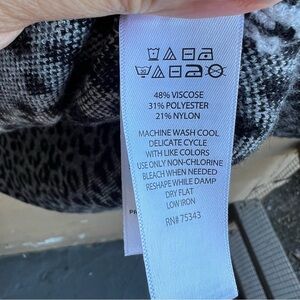 48% VISCOSE
31% POLYESTER
21% NYLON
MACHINE WASH COOL
DELICATE CYCLE
WITH LIKE COLORS
USE ONLY NON-CHLORINE
BLEACH WHEN NEEDED
RESHAPE WHILE DAMP
DRY FLAT
LOW IRON
RN# 75343